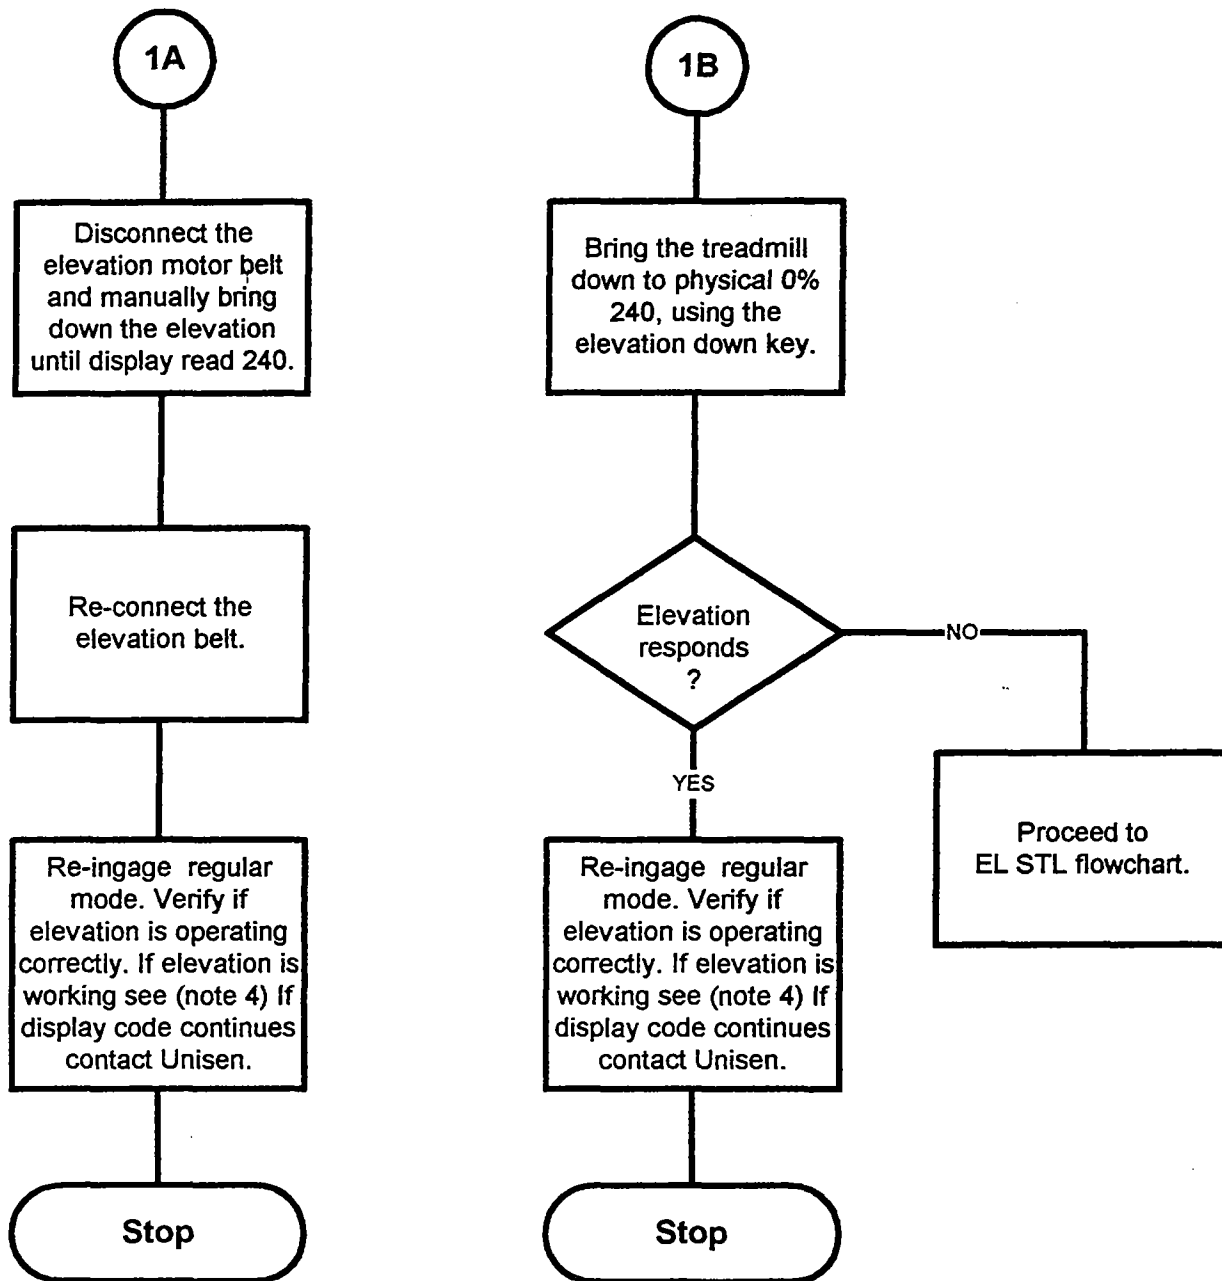 1A
Disconnect the
elevation motor belt
and manually bring
down the elevation
until display read 240.
Re-connect the
elevation belt.
Re-ingage regular
mode. Verify if
elevation is operating
correctly. If elevation is
working see (note 4) If
display code continues
contact Unisen.
Stop
1B
Bring the treadmill
down to physical 0%
240, using the
elevation down key.
Elevation
responds
?
NO
YES
Proceed to
EL STL flowchart.
Re-ingage regular
mode. Verify if
elevation is operating
correctly. If elevation is
working see (note 4) If
display code continues
contact Unisen.
Stop